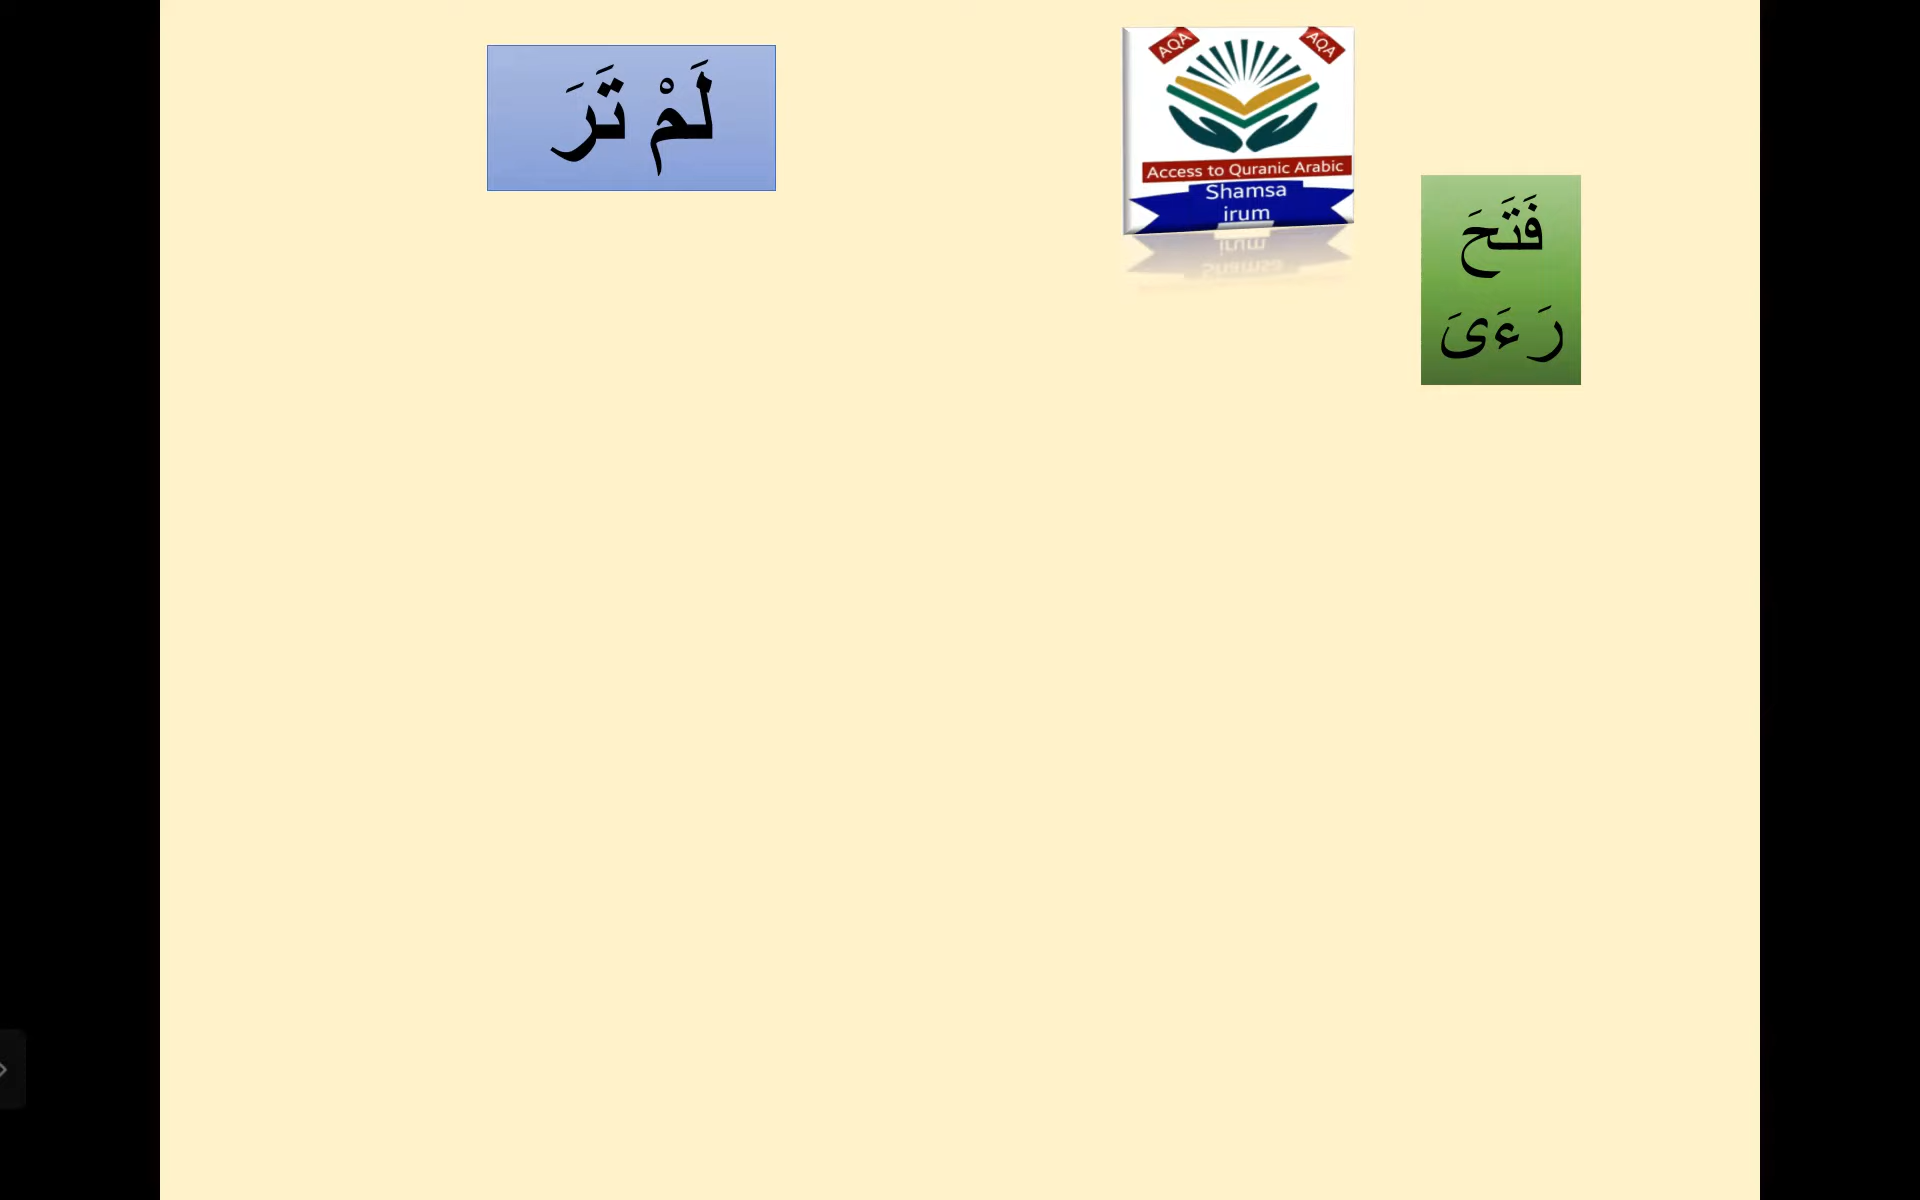 لَمْ تَرَ
AQA AQA
Access to Quranic Arabic
Shamsa
irum
فَتَحَ
رَءَىَ